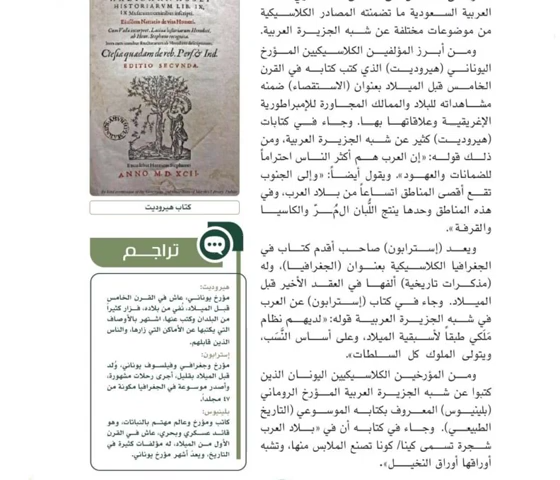 العربية السعودية ما تضمنته المصادر الكلاسيكية
من موضوعات مختلفة عن شبه الجزيرة العربية.
ومن أبرز المؤلفين الكلاسيكيين المؤرخ
اليوناني (هيروديت) الذي كتب كتابه في القرن
الخامس قبل الميلاد بعنوان (الاستقصاء) ضمنه
مشاهداته للبلاد والممالك المجاورة للإمبراطورية
الإغريقية وعلاقاتها بها. وجاء في كتابات
(هيروديت) كثير عن شبه الجزيرة العربية، ومن
ذلك قوله: «إن العرب هم أكثر الناس احتراماً
للضمانات والعهود». ويقول أيضاً: «وإلى الجنوب
تقع أقصى المناطق اتساعاً من بلاد العرب، وفي
هذه المناطق وحدها ينتج اللُّبان المُرّ والكاسيا
والقرفة».
ويعد (إسترابون) صاحب أقدم كتاب في
الجغرافيا الكلاسيكية بعنوان (الجغرافيا)، وله
(مذكرات تاريخية) ألفها في العقد الأخير قبل
الميلاد. وجاء في كتاب (إسترابون) عن العرب
في شبه الجزيرة العربية قوله: «لديهم نظام
مَلَكي طبقاً لأسبقية الميلاد، وعلى أساس النَّسَب،
ويتولى الملوك كل السلطات».
ومن المؤرخين الكلاسيكيين اليونان الذين
كتبوا عن شبه الجزيرة العربية المؤرخ الروماني
(بلينيوس) المعروف بكتابه الموسوعي (التاريخ
الطبيعي). وجاء في كتابه أن في «بلاد العرب
شجرة تسمى كينا/ كونا تصنع الملابس منها، وتشبه
أوراقها أوراق النخيل».
HISTORIARVM LIB. IX
EDITIO SECVNDA.
ANNO M. D. XCII.
كتاب هيروديت
تراجم
هيروديت:
مؤرخ يوناني، عاش في القرن الخامس
قبل الميلاد، نفي من بلاده، فزار كثيرا
من البلدان وكتب عنها، اشتهر بالأوصاف
التي يكتبها عن الأماكن التي زارها، والناس
الذين قابلهم.
إسترابون:
مؤرخ وجغرافي وفيلسوف يوناني، وُلد
قبل الميلاد بقليل، أجرى رحلات مشهورة،
وأصدر موسوعة في الجغرافيا مكونة من
٤٧ مجلداً.
بلينيوس:
كاتب ومؤرخ وعالم مهتم بالنباتات، وهو
قائد عسكري وبحري، عاش في القرن
الأول من الميلاد، له مؤلفات كثيرة في
التاريخ، ويعدّ أشهر مؤرخ يوناني.